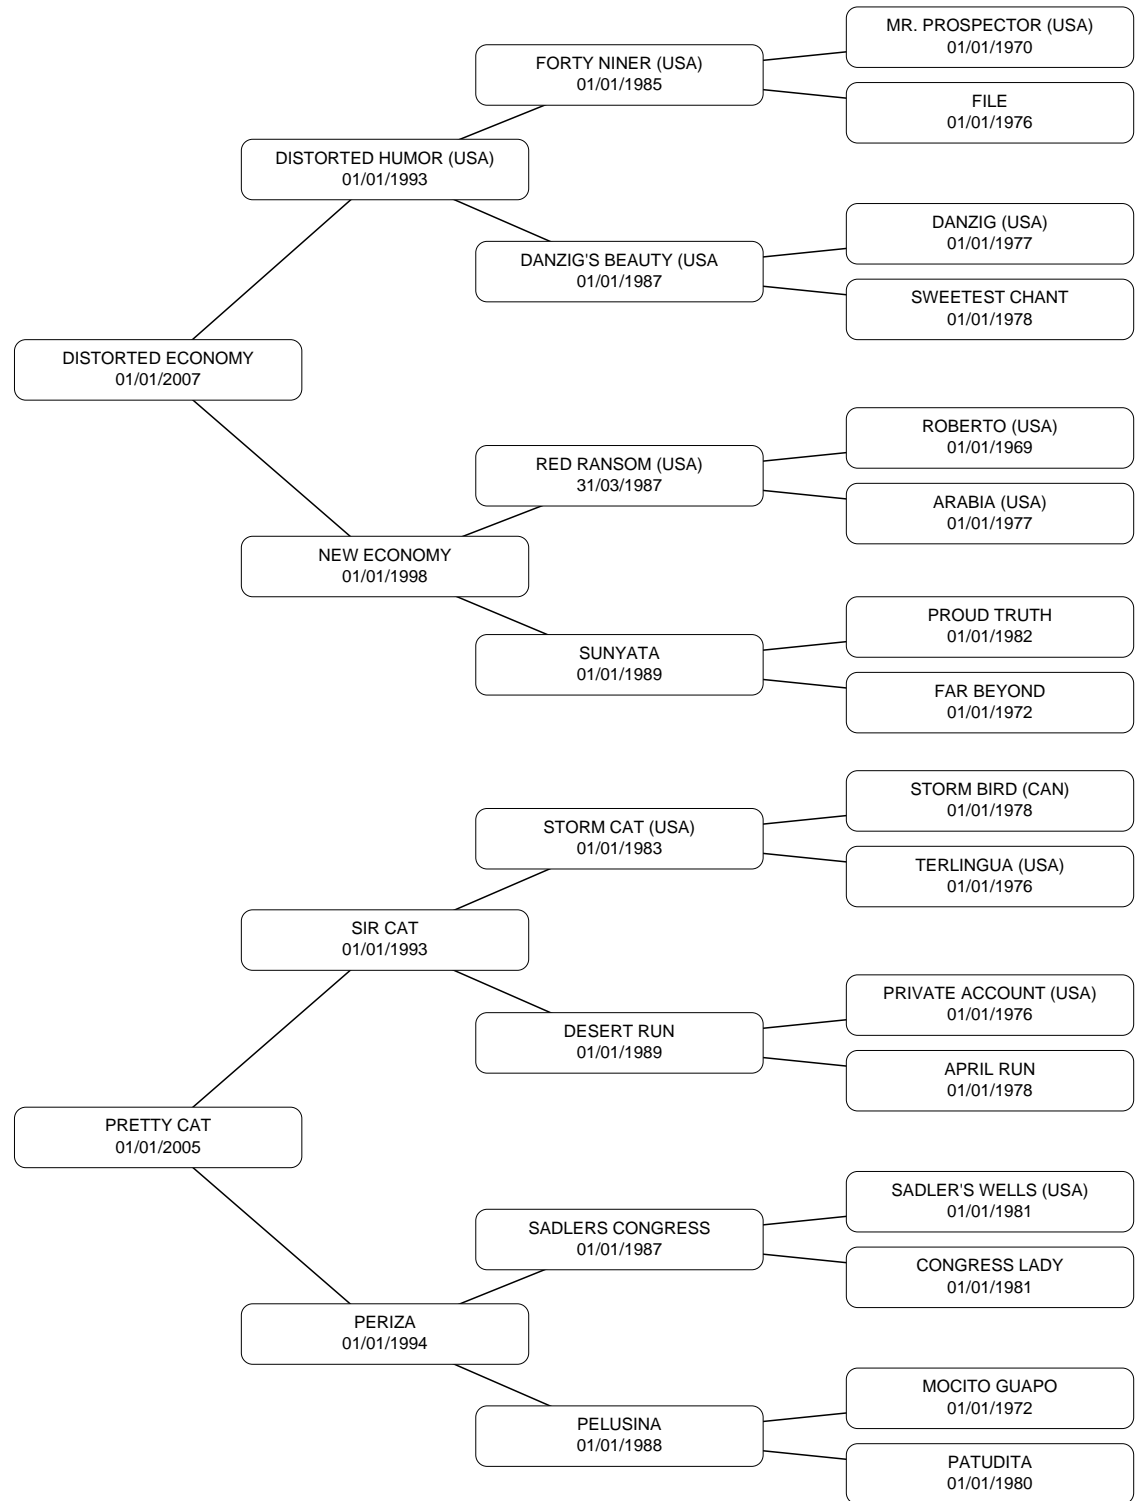 MR. PROSPECTOR (USA)
01/01/1970
FORTY NINER (USA)
01/01/1985
FILE
01/01/1976
DISTORTED HUMOR (USA)
01/01/1993
DANZIG (USA)
01/01/1977
DANZIG'S BEAUTY (USA
01/01/1987
SWEETEST CHANT
01/01/1978
DISTORTED ECONOMY
01/01/2007
ROBERTO (USA)
01/01/1969
RED RANSOM (USA)
31/03/1987
ARABIA (USA)
01/01/1977
NEW ECONOMY
01/01/1998
PROUD TRUTH
01/01/1982
SUNYATA
01/01/1989
FAR BEYOND
01/01/1972
STORM BIRD (CAN)
01/01/1978
STORM CAT (USA)
01/01/1983
TERLINGUA (USA)
01/01/1976
SIR CAT
01/01/1993
PRIVATE ACCOUNT (USA)
01/01/1976
DESERT RUN
01/01/1989
APRIL RUN
01/01/1978
PRETTY CAT
01/01/2005
SADLER'S WELLS (USA)
01/01/1981
SADLERS CONGRESS
01/01/1987
CONGRESS LADY
01/01/1981
PERIZA
01/01/1994
MOCITO GUAPO
01/01/1972
PELUSINA
01/01/1988
PATUDITA
01/01/1980